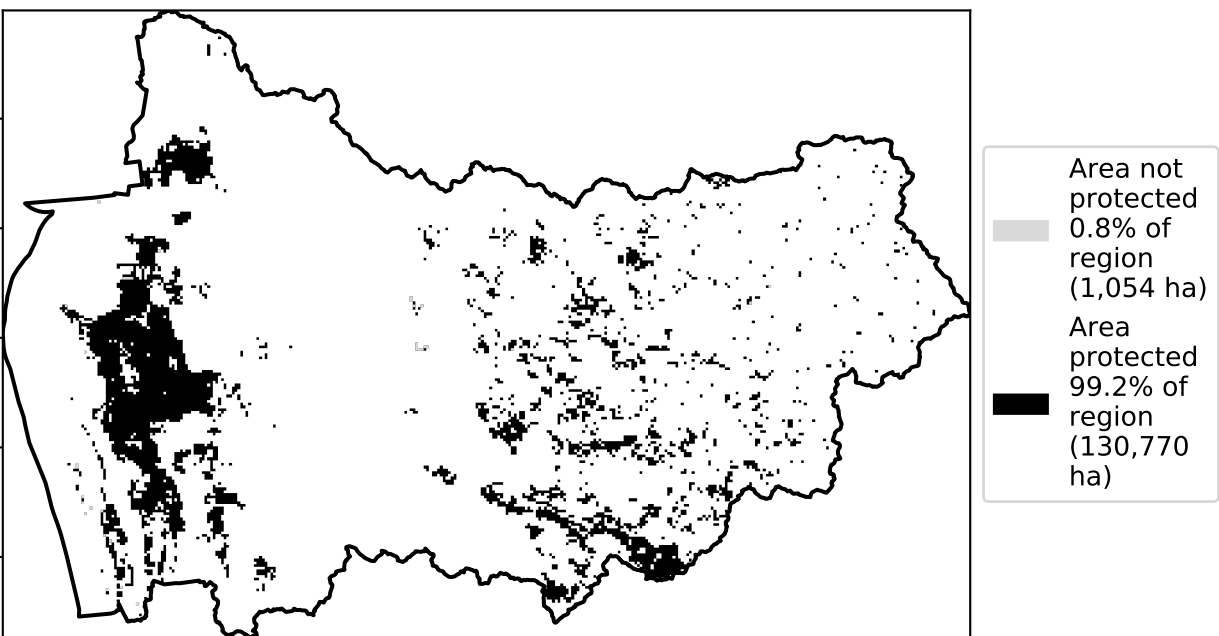 Area not
protected
0.8% of
region
(1,054 ha)
Area
protected
99.2% of
region
(130,770
ha)